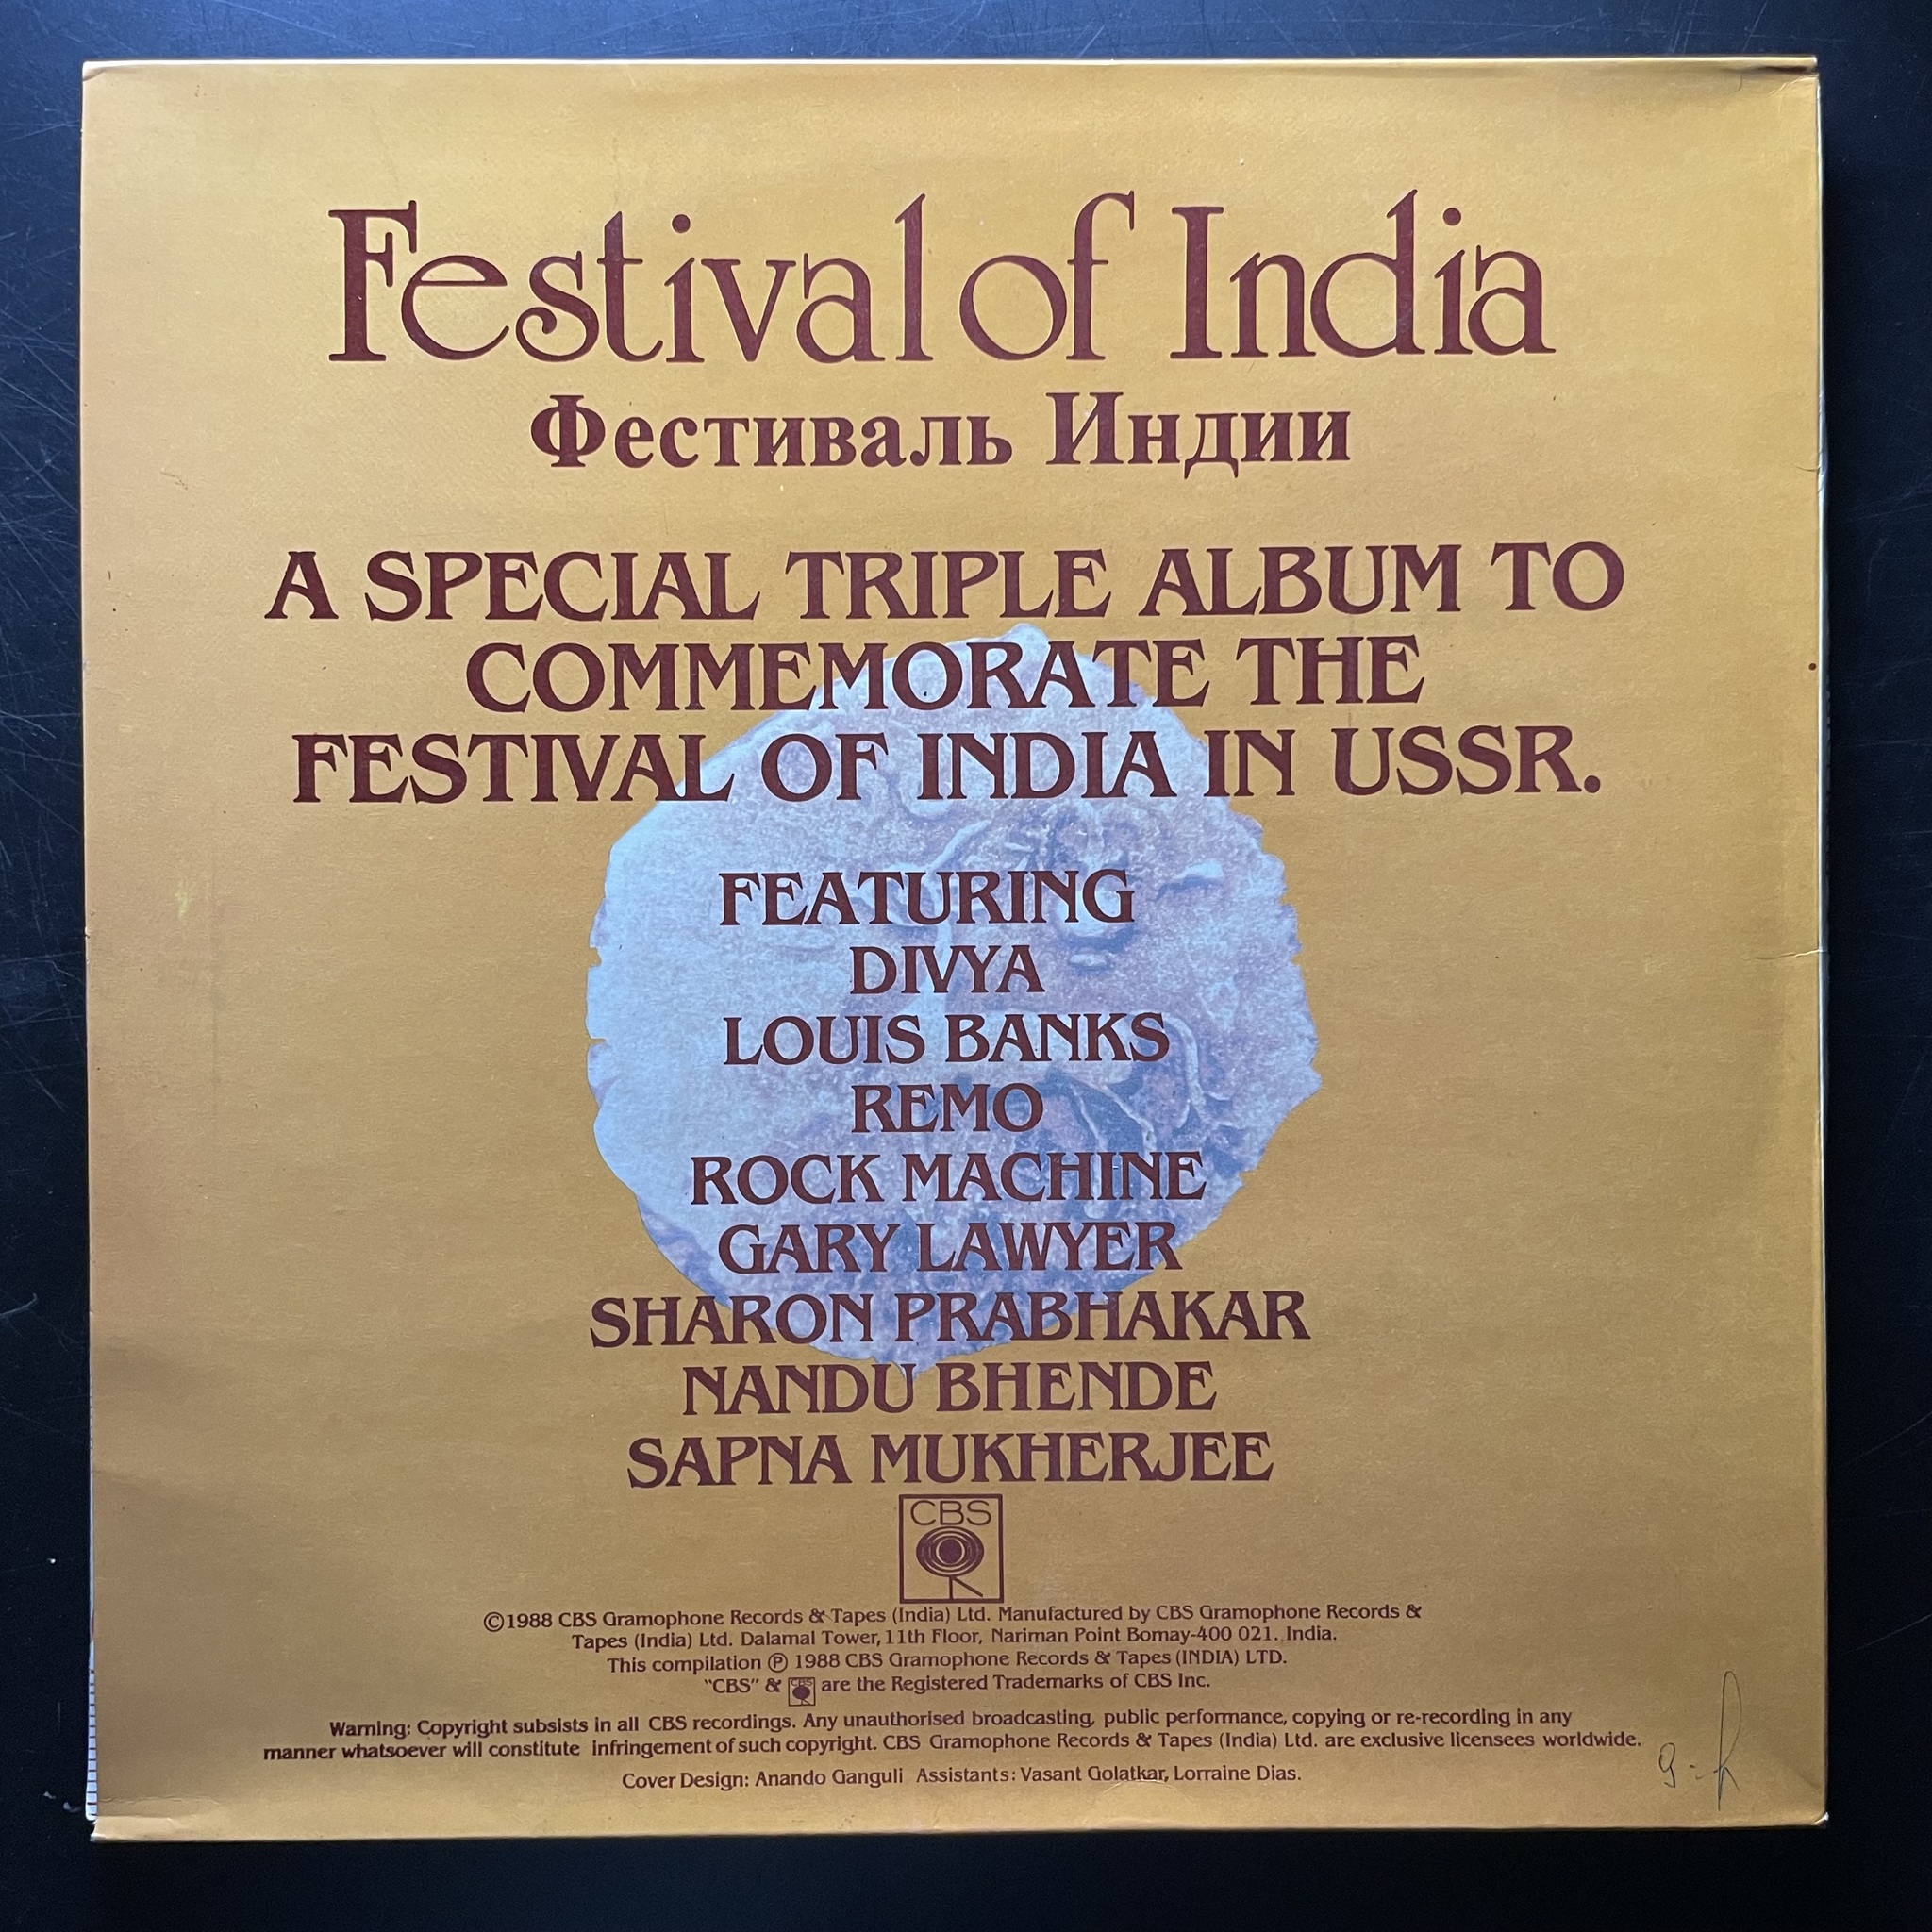 Festival of India
Фестиваль Индии
A SPECIAL TRIPLE ALBUM TO
COMMEMORATE THE
FESTIVAL OF INDIA IN USSR.
FEATURING
DIVYA
LOUIS BANKS
REMO
ROCK MACHINE
GARY LAWYER
SHARON PRABHAKAR
NANDU BHENDE
SAPNA MUKHERJEE
CBS
©1988 CBS Gramophone Records & Tapes (India) Ltd. Manufactured by CBS Gramophone Records &
Tapes (India) Ltd. Dalamal Tower, 11th Floor, Nariman Point Bomay-400 021. India.
This compilation ℗ 1988 CBS Gramophone Records & Tapes (INDIA) LTD.
"CBS" & CBS are the Registered Trademarks of CBS Inc.
Warning: Copyright subsists in all CBS recordings. Any unauthorised broadcasting, public performance, copying or re-recording in any
manner whatsoever will constitute infringement of such copyright. CBS Gramophone Records & Tapes (India) Ltd. are exclusive licensees worldwide.
Cover Design: Anando Ganguli Assistants: Vasant Golatkar, Lorraine Dias.